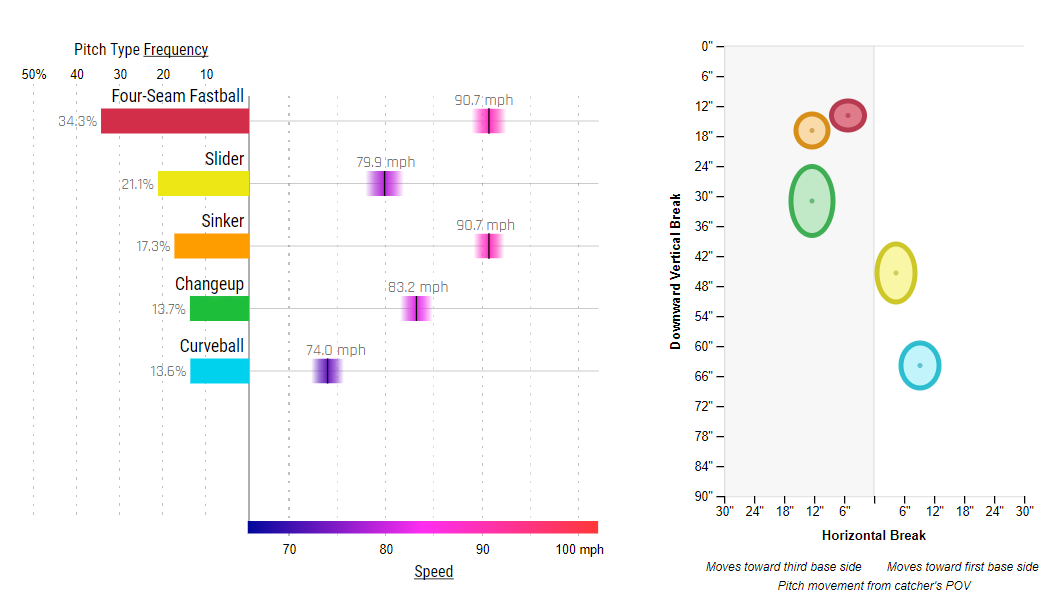 Pitch Type Frequency
50% 40 30 20 10
Four-Seam Fastball
34.3%
90.7 mph
Slider
21.1%
79.9 mph
Sinker
17.3%
90.7 mph
Changeup
13.7%
83.2 mph
Curveball
13.6%
74.0 mph
70 80 90 100 mph
Speed
0"
6"
12"
18"
24"
30"
36"
42"
48"
54"
60"
66"
72"
78"
84"
90"
Downward Vertical Break
30" 24" 18" 12" 6" 6" 12" 18" 24" 30"
Horizontal Break
Moves toward third base side Moves toward first base side
Pitch movement from catcher's POV